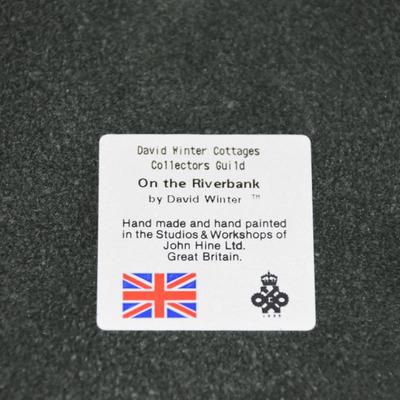 David Winter Cottages
Collectors Guild
On the Riverbank
by David Winter ™
Hand made and hand painted
in the Studios & Workshops of
John Hine Ltd.
Great Britain.